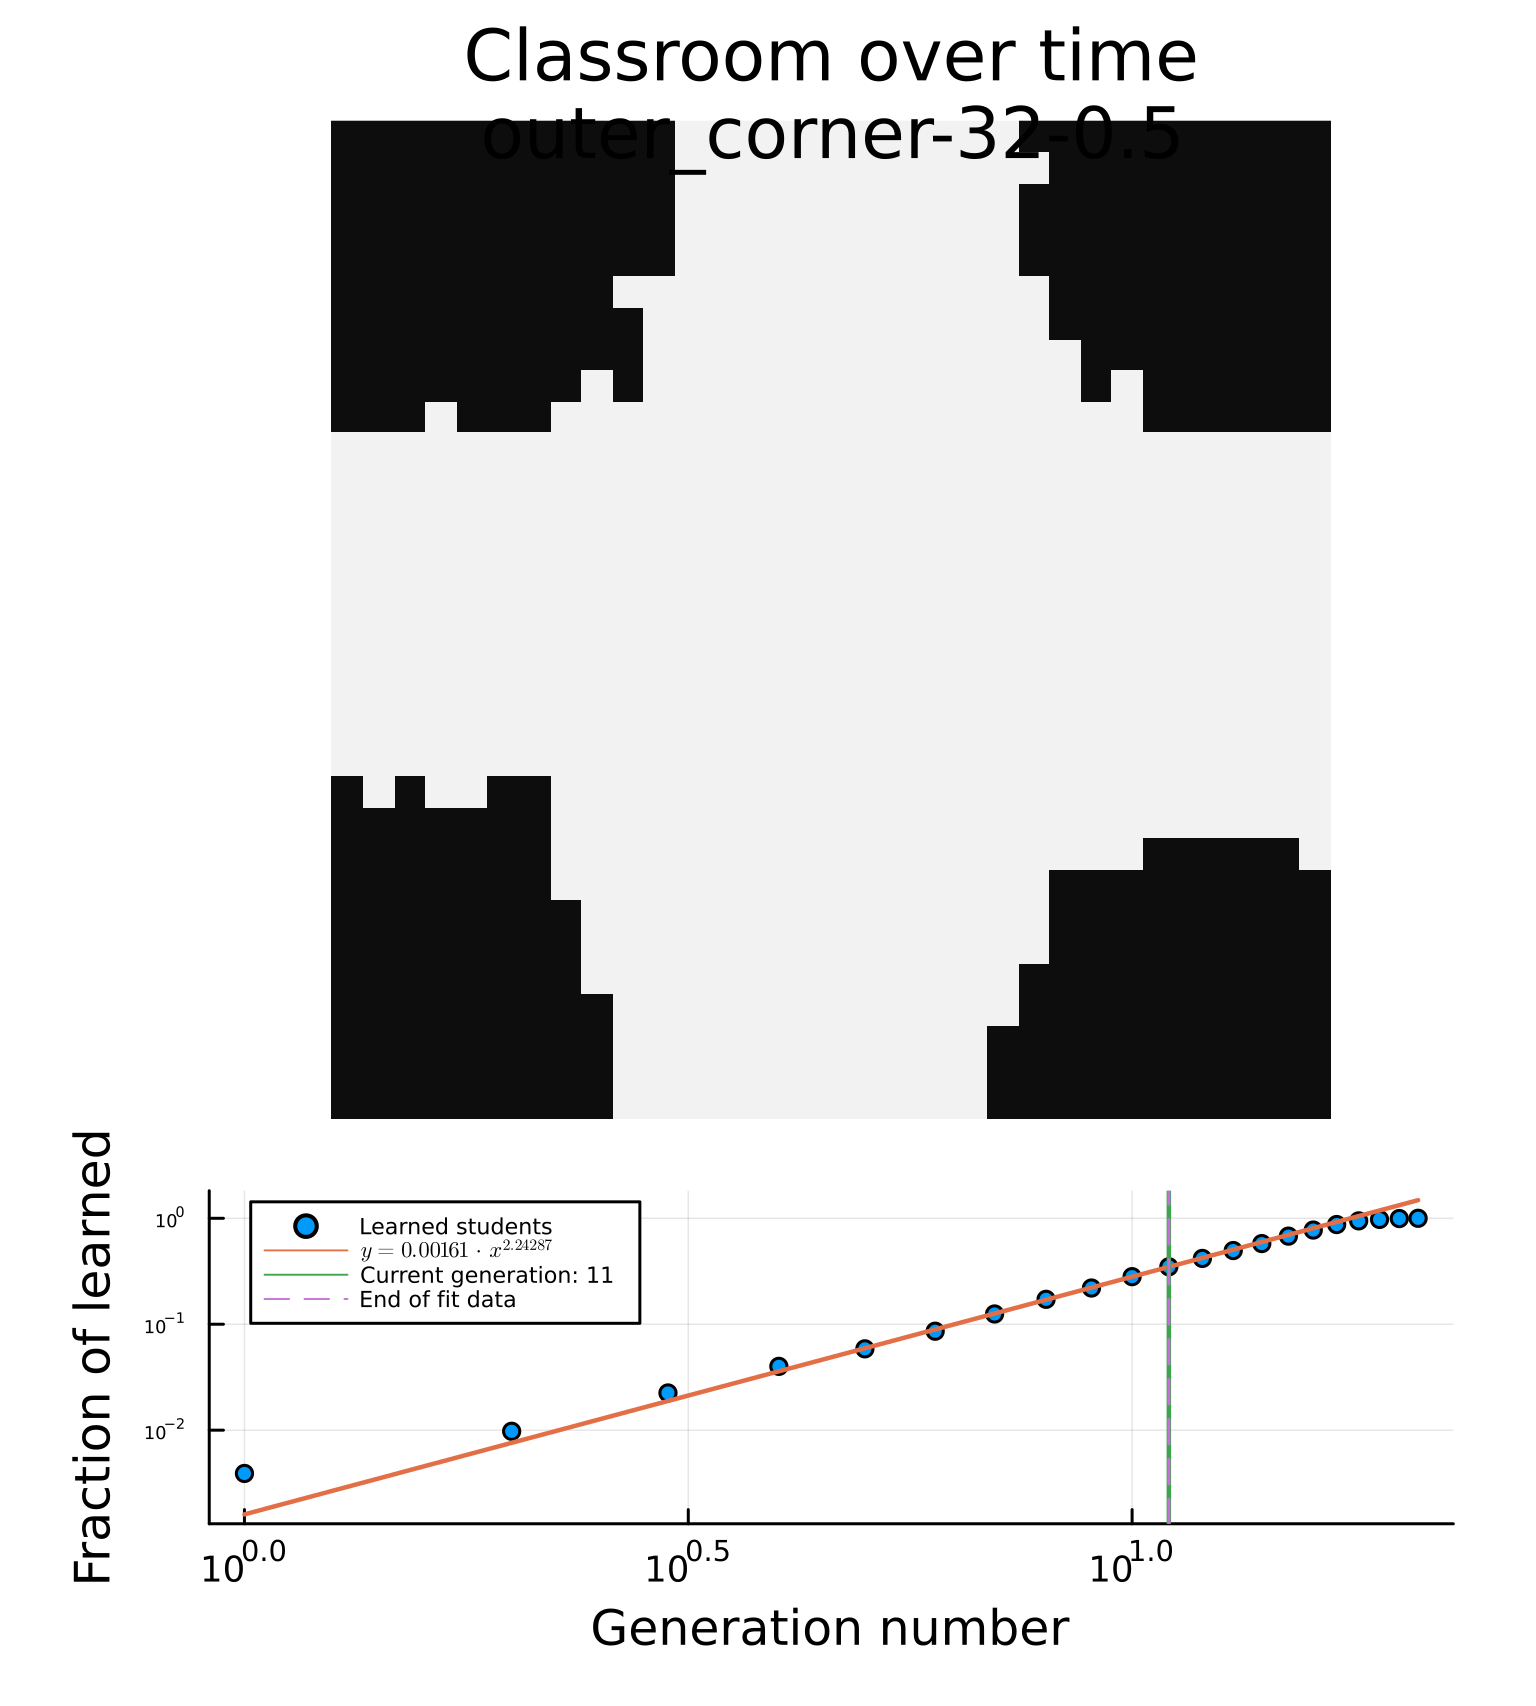 Classroom over time
outer_corner-32-0.5
Fraction of learned
10^0
10^−1
10^−2
Learned students
y = 0.00161 · x^2.24287
Current generation: 11
End of fit data
10^0.0
10^0.5
10^1.0
Generation number